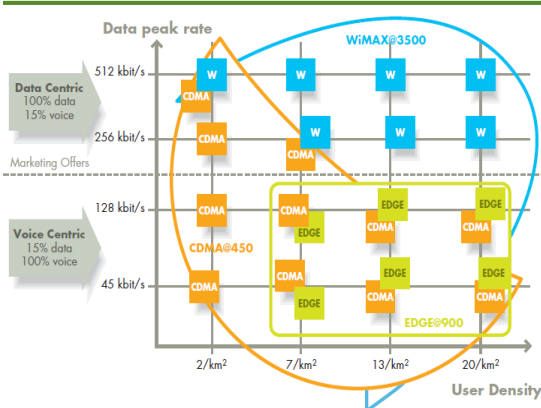 Data peak rate
WiMAX@3500
512 kbit/s
W
W
W
W
CDMA
Data Centric
100% data
15% voice
256 kbit/s
CDMA
W
W
W
CDMA
Marketing Offers
128 kbit/s
CDMA
CDMA
EDGE
EDGE
CDMA
EDGE
CDMA
Voice Centric
15% data
100% voice
CDMA@450
45 kbit/s
CDMA
CDMA
EDGE
EDGE
CDMA
EDGE
CDMA
EDGE@900
2/km²
7/km²
13/km²
20/km²
User Density